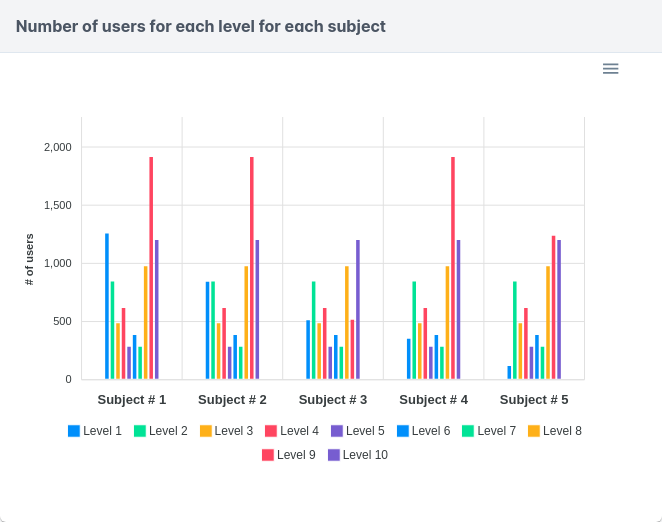 Number of users for each level for each subject
2,000
1,500
1,000
500
0
# of users
Subject # 1 Subject # 2 Subject # 3 Subject # 4 Subject # 5
Level 1 Level 2 Level 3 Level 4 Level 5 Level 6 Level 7 Level 8
Level 9 Level 10